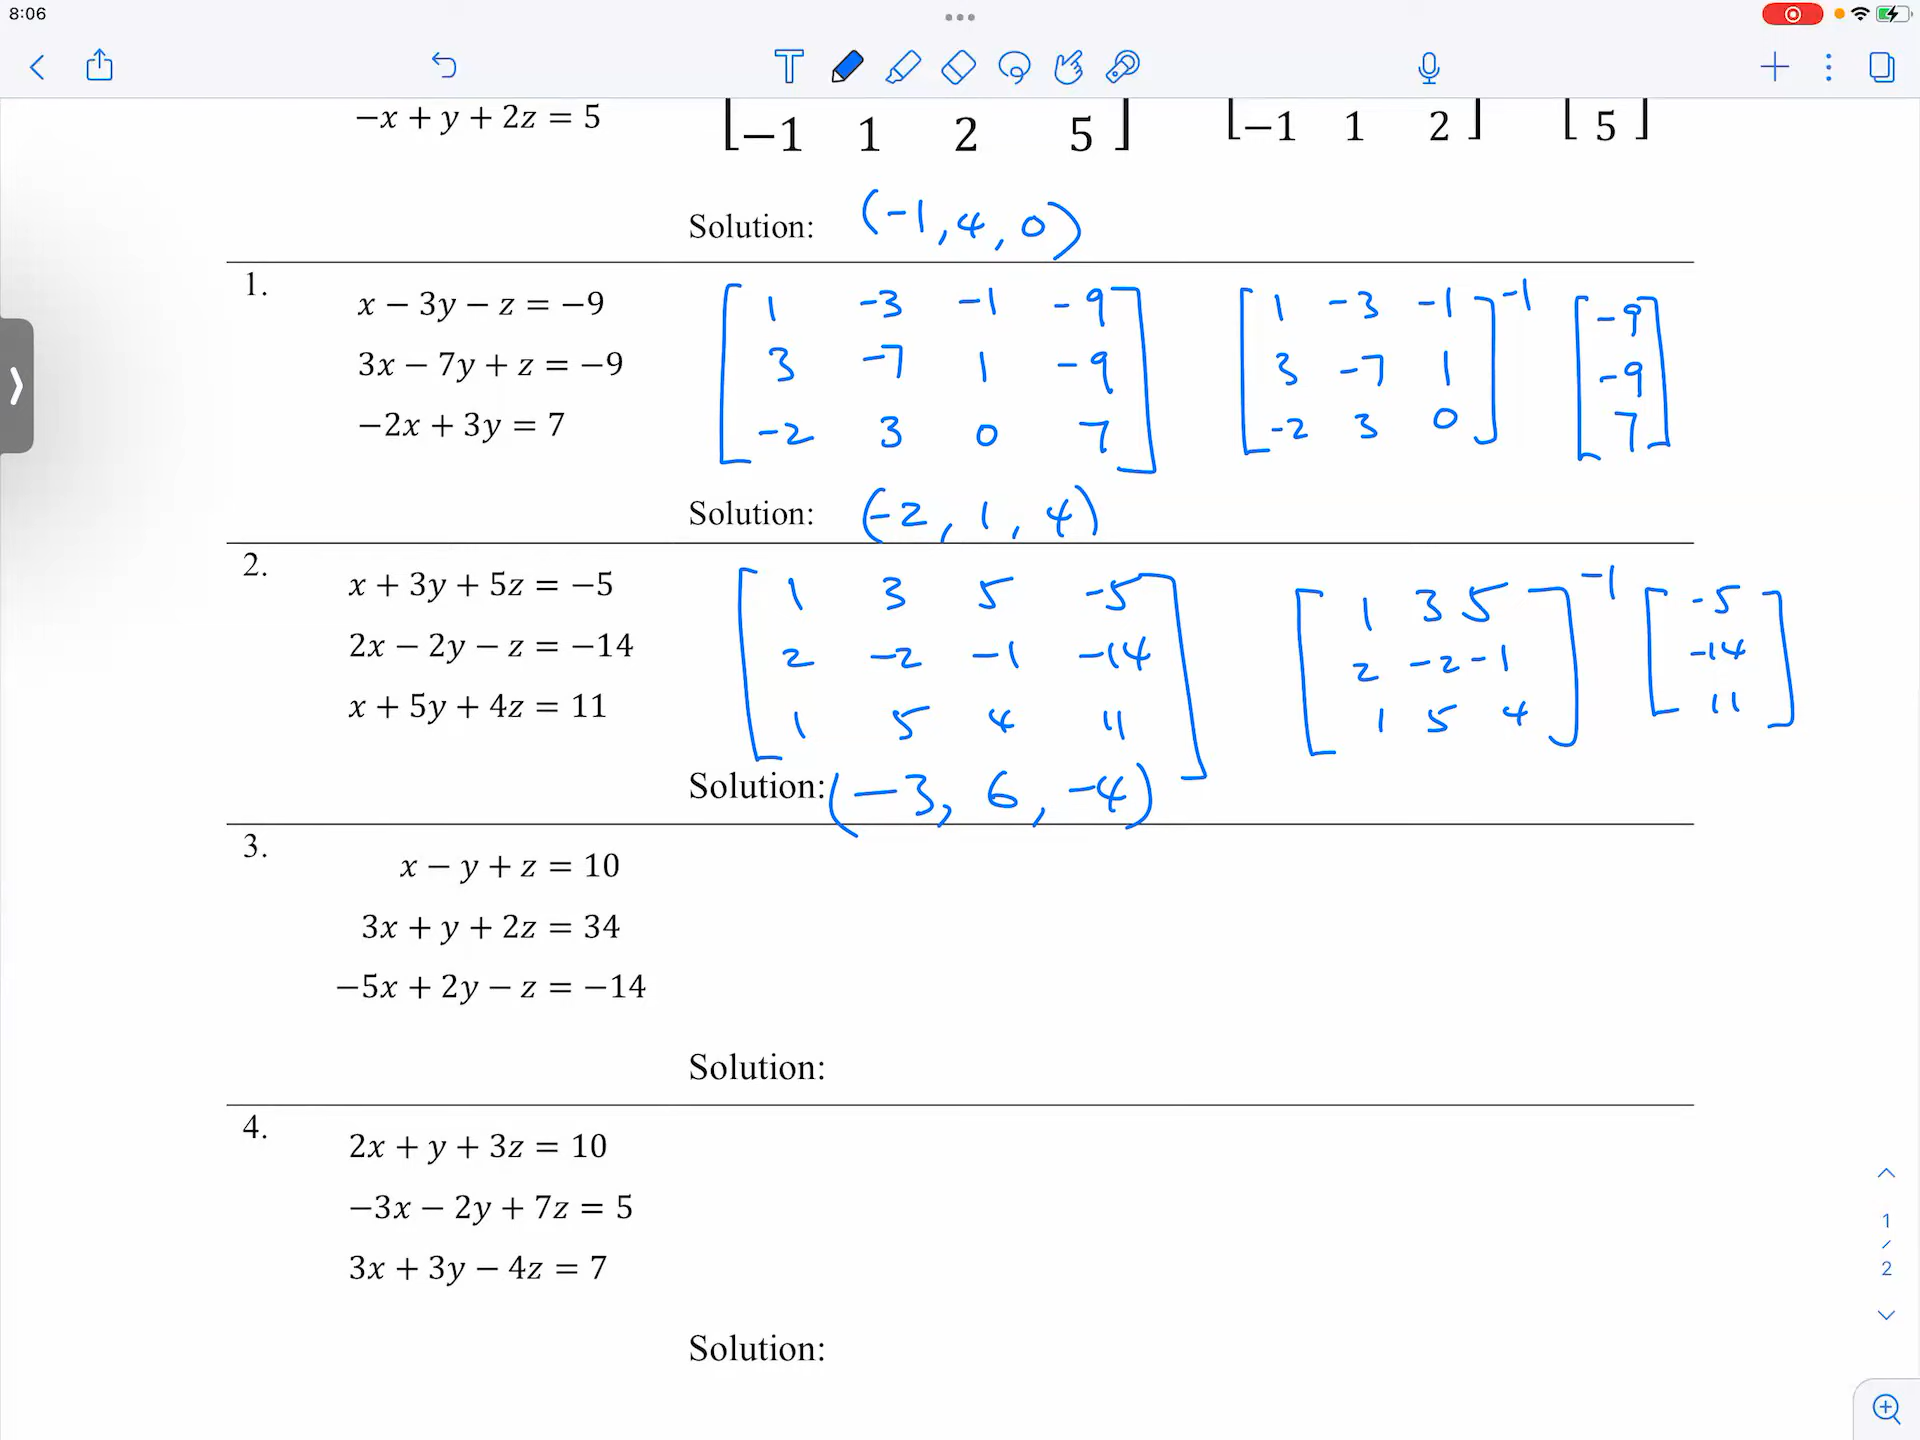 8:06
−x + y + 2z = 5 [−1 1 2 5] [−1 1 2] [5]
Solution: (-1, 4, 0)
1.
x − 3y − z = −9 [1 -3 -1 -9] [1 -3 -1]-1 [-9]
3x − 7y + z = −9 [3 -7 1 -9] [3 -7 1] [-9]
−2x + 3y = 7 [-2 3 0 7] [-2 3 0] [7]
Solution: (-2, 1, 4)
2.
x + 3y + 5z = −5 [1 3 5 -5] [1 3 5]-1 [-5]
2x − 2y − z = −14 [2 -2 -1 -14] [2 -2 -1] [-14]
x + 5y + 4z = 11 [1 5 4 11] [1 5 4] [11]
Solution: (-3, 6, -4)
3.
x − y + z = 10
3x + y + 2z = 34
−5x + 2y − z = −14
Solution:
4.
2x + y + 3z = 10
−3x − 2y + 7z = 5
3x + 3y − 4z = 7
Solution:
1
/
2